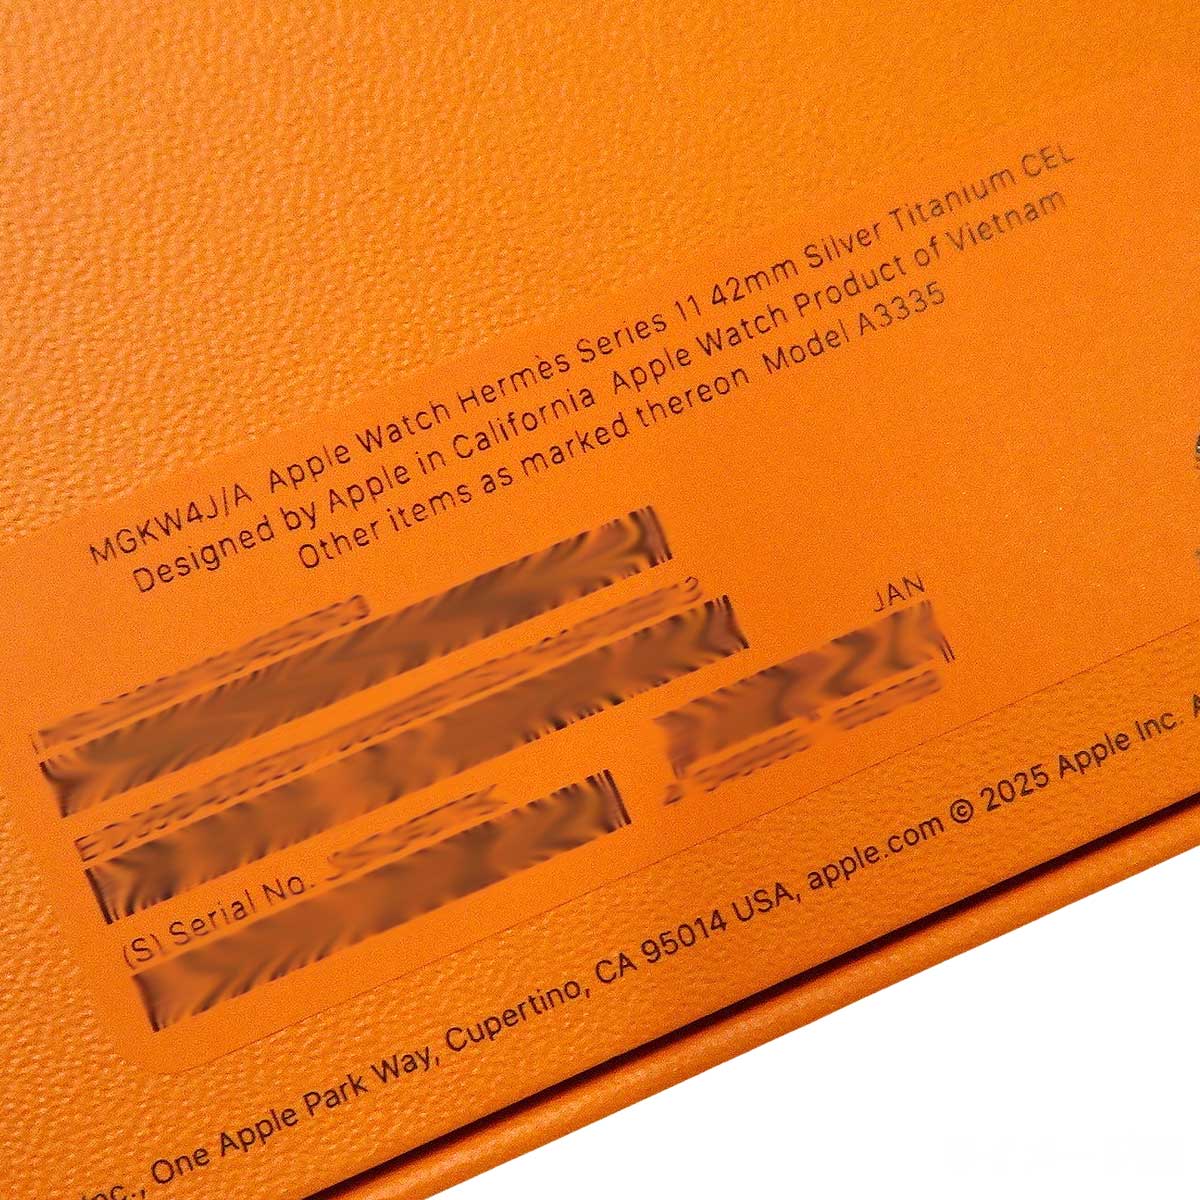 MGKW4J/A Apple Watch Hermès Series 11 42mm Silver Titanium CEL
Designed by Apple in California Apple Watch Product of Vietnam
Other items as marked thereon Model A3335
JAN
(S) Serial No.
Inc., One Apple Park Way, Cupertino, CA 95014 USA, apple.com © 2025 Apple Inc.